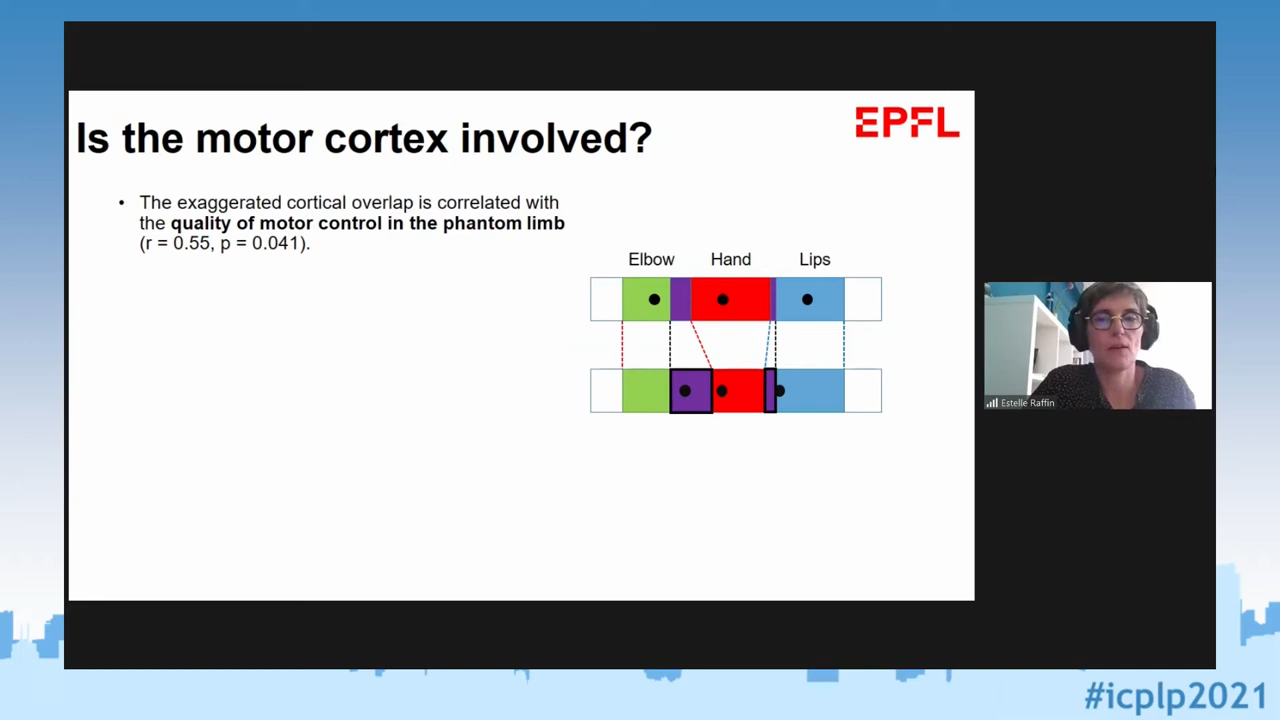 Is the motor cortex involved?
EPFL
• The exaggerated cortical overlap is correlated with
the quality of motor control in the phantom limb
(r = 0.55, p = 0.041).
Elbow Hand Lips
Estelle Raffin
#icplp2021